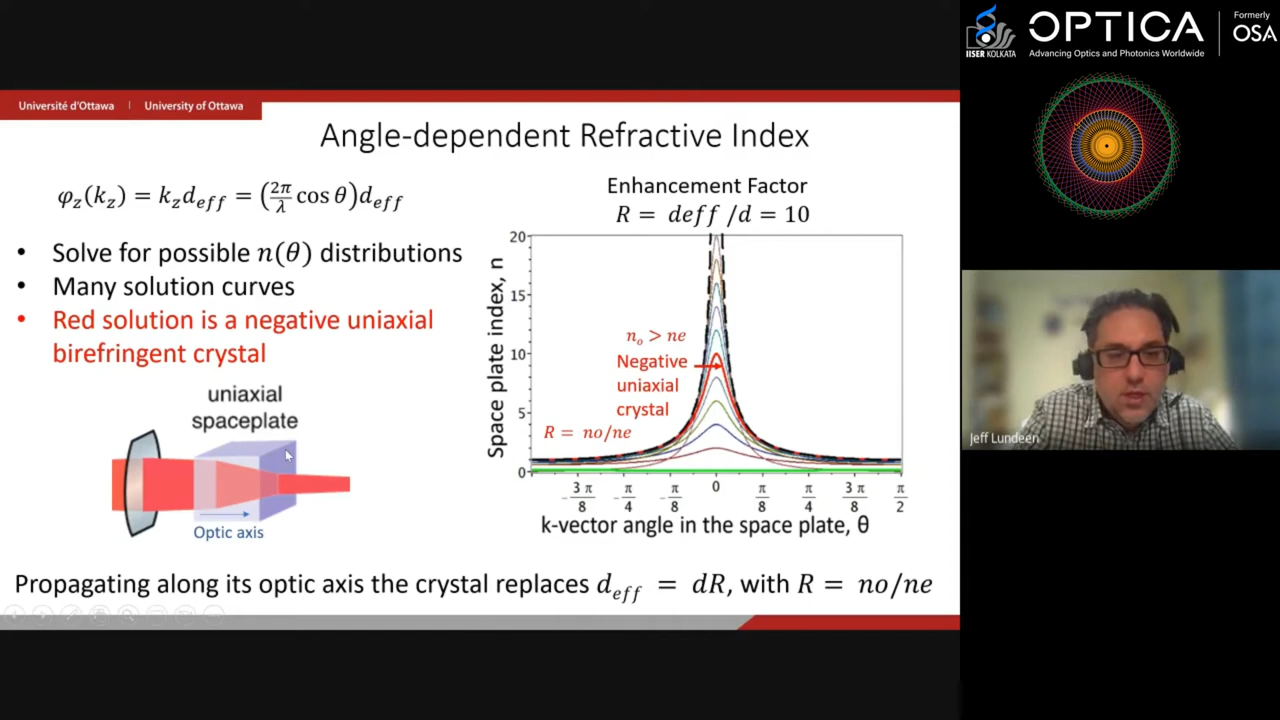 Université d'Ottawa | University of Ottawa
Angle-dependent Refractive Index
φz(kz) = kzdeff = (2π/λ cos θ)deff
• Solve for possible n(θ) distributions
• Many solution curves
• Red solution is a negative uniaxial
birefringent crystal
uniaxial
spaceplate
Optic axis
Enhancement Factor
R = deff /d = 10
Space plate index, n
20
15
10
5
0
no > ne
Negative
uniaxial
crystal
R = no/ne
-3π/8 -π/4 -π/8 0 π/8 π/4 3π/8 π/2
k-vector angle in the space plate, θ
Propagating along its optic axis the crystal replaces deff = dR, with R = no/ne
IISER KOLKATA
OPTICA
Advancing Optics and Photonics Worldwide
Formerly
OSA
Jeff Lundeen